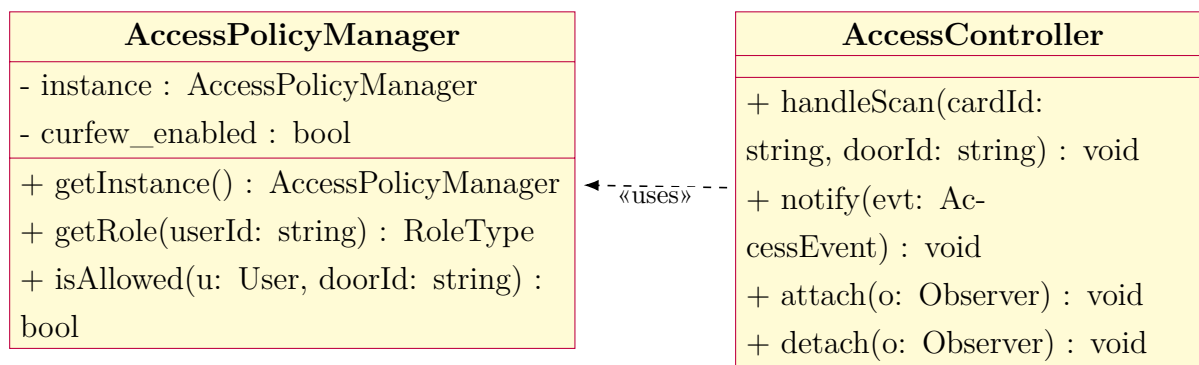 AccessPolicyManager
- instance : AccessPolicyManager
- curfew_enabled : bool
+ getInstance() : AccessPolicyManager
+ getRole(userId: string) : RoleType
+ isAllowed(u: User, doorId: string) :
bool
«uses»
AccessController
+ handleScan(cardId:
string, doorId: string) : void
+ notify(evt: Ac-
cessEvent) : void
+ attach(o: Observer) : void
+ detach(o: Observer) : void